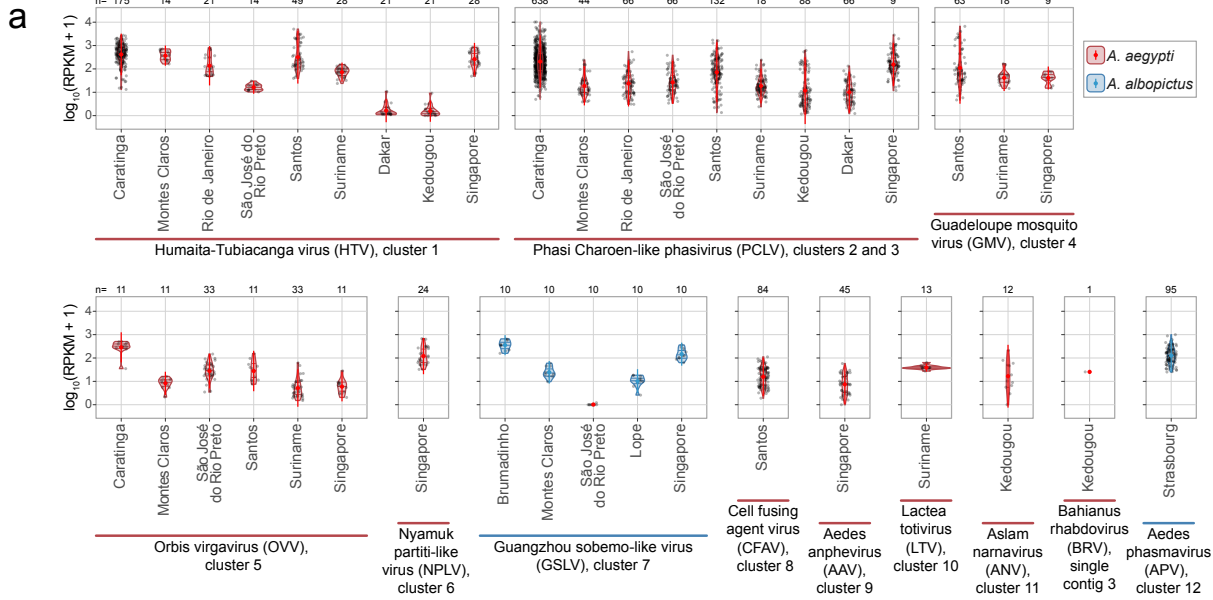 a
n= 175 14 21 14 49 28 21 21 28
638 44 66 66 132 18 88 66 9
63 18 9
log10(RPKM + 1)
4
3
2
1
0
A. aegypti
A. albopictus
Caratinga
Montes Claros
Rio de Janeiro
São José do
Rio Preto
Santos
Suriname
Dakar
Kedougou
Singapore
Humaita-Tubiacanga virus (HTV), cluster 1
Caratinga
Montes Claros
Rio de Janeiro
São José
do Rio Preto
Santos
Suriname
Kedougou
Dakar
Singapore
Phasi Charoen-like phasivirus (PCLV), clusters 2 and 3
Santos
Suriname
Singapore
Guadeloupe mosquito
virus (GMV), cluster 4
n= 11 11 33 11 33 11
24
10 10 10 10 10
84
45
13
12
1
95
log10(RPKM + 1)
4
3
2
1
0
Caratinga
Montes Claros
São José
do Rio Preto
Santos
Suriname
Singapore
Orbis virgavirus (OVV),
cluster 5
Singapore
Nyamuk
partiti-like
virus (NPLV),
cluster 6
Brumadinho
Montes Claros
São José
do Rio Preto
Lope
Singapore
Guangzhou sobemo-like virus
(GSLV), cluster 7
Santos
Cell fusing
agent virus
(CFAV),
cluster 8
Singapore
Aedes
anphevirus
(AAV),
cluster 9
Suriname
Lactea
totivirus
(LTV),
cluster 10
Kedougou
Aslam
narnavirus
(ANV),
cluster 11
Kedougou
Bahianus
rhabdovirus
(BRV),
single
contig 3
Strasbourg
Aedes
phasmavirus
(APV),
cluster 12